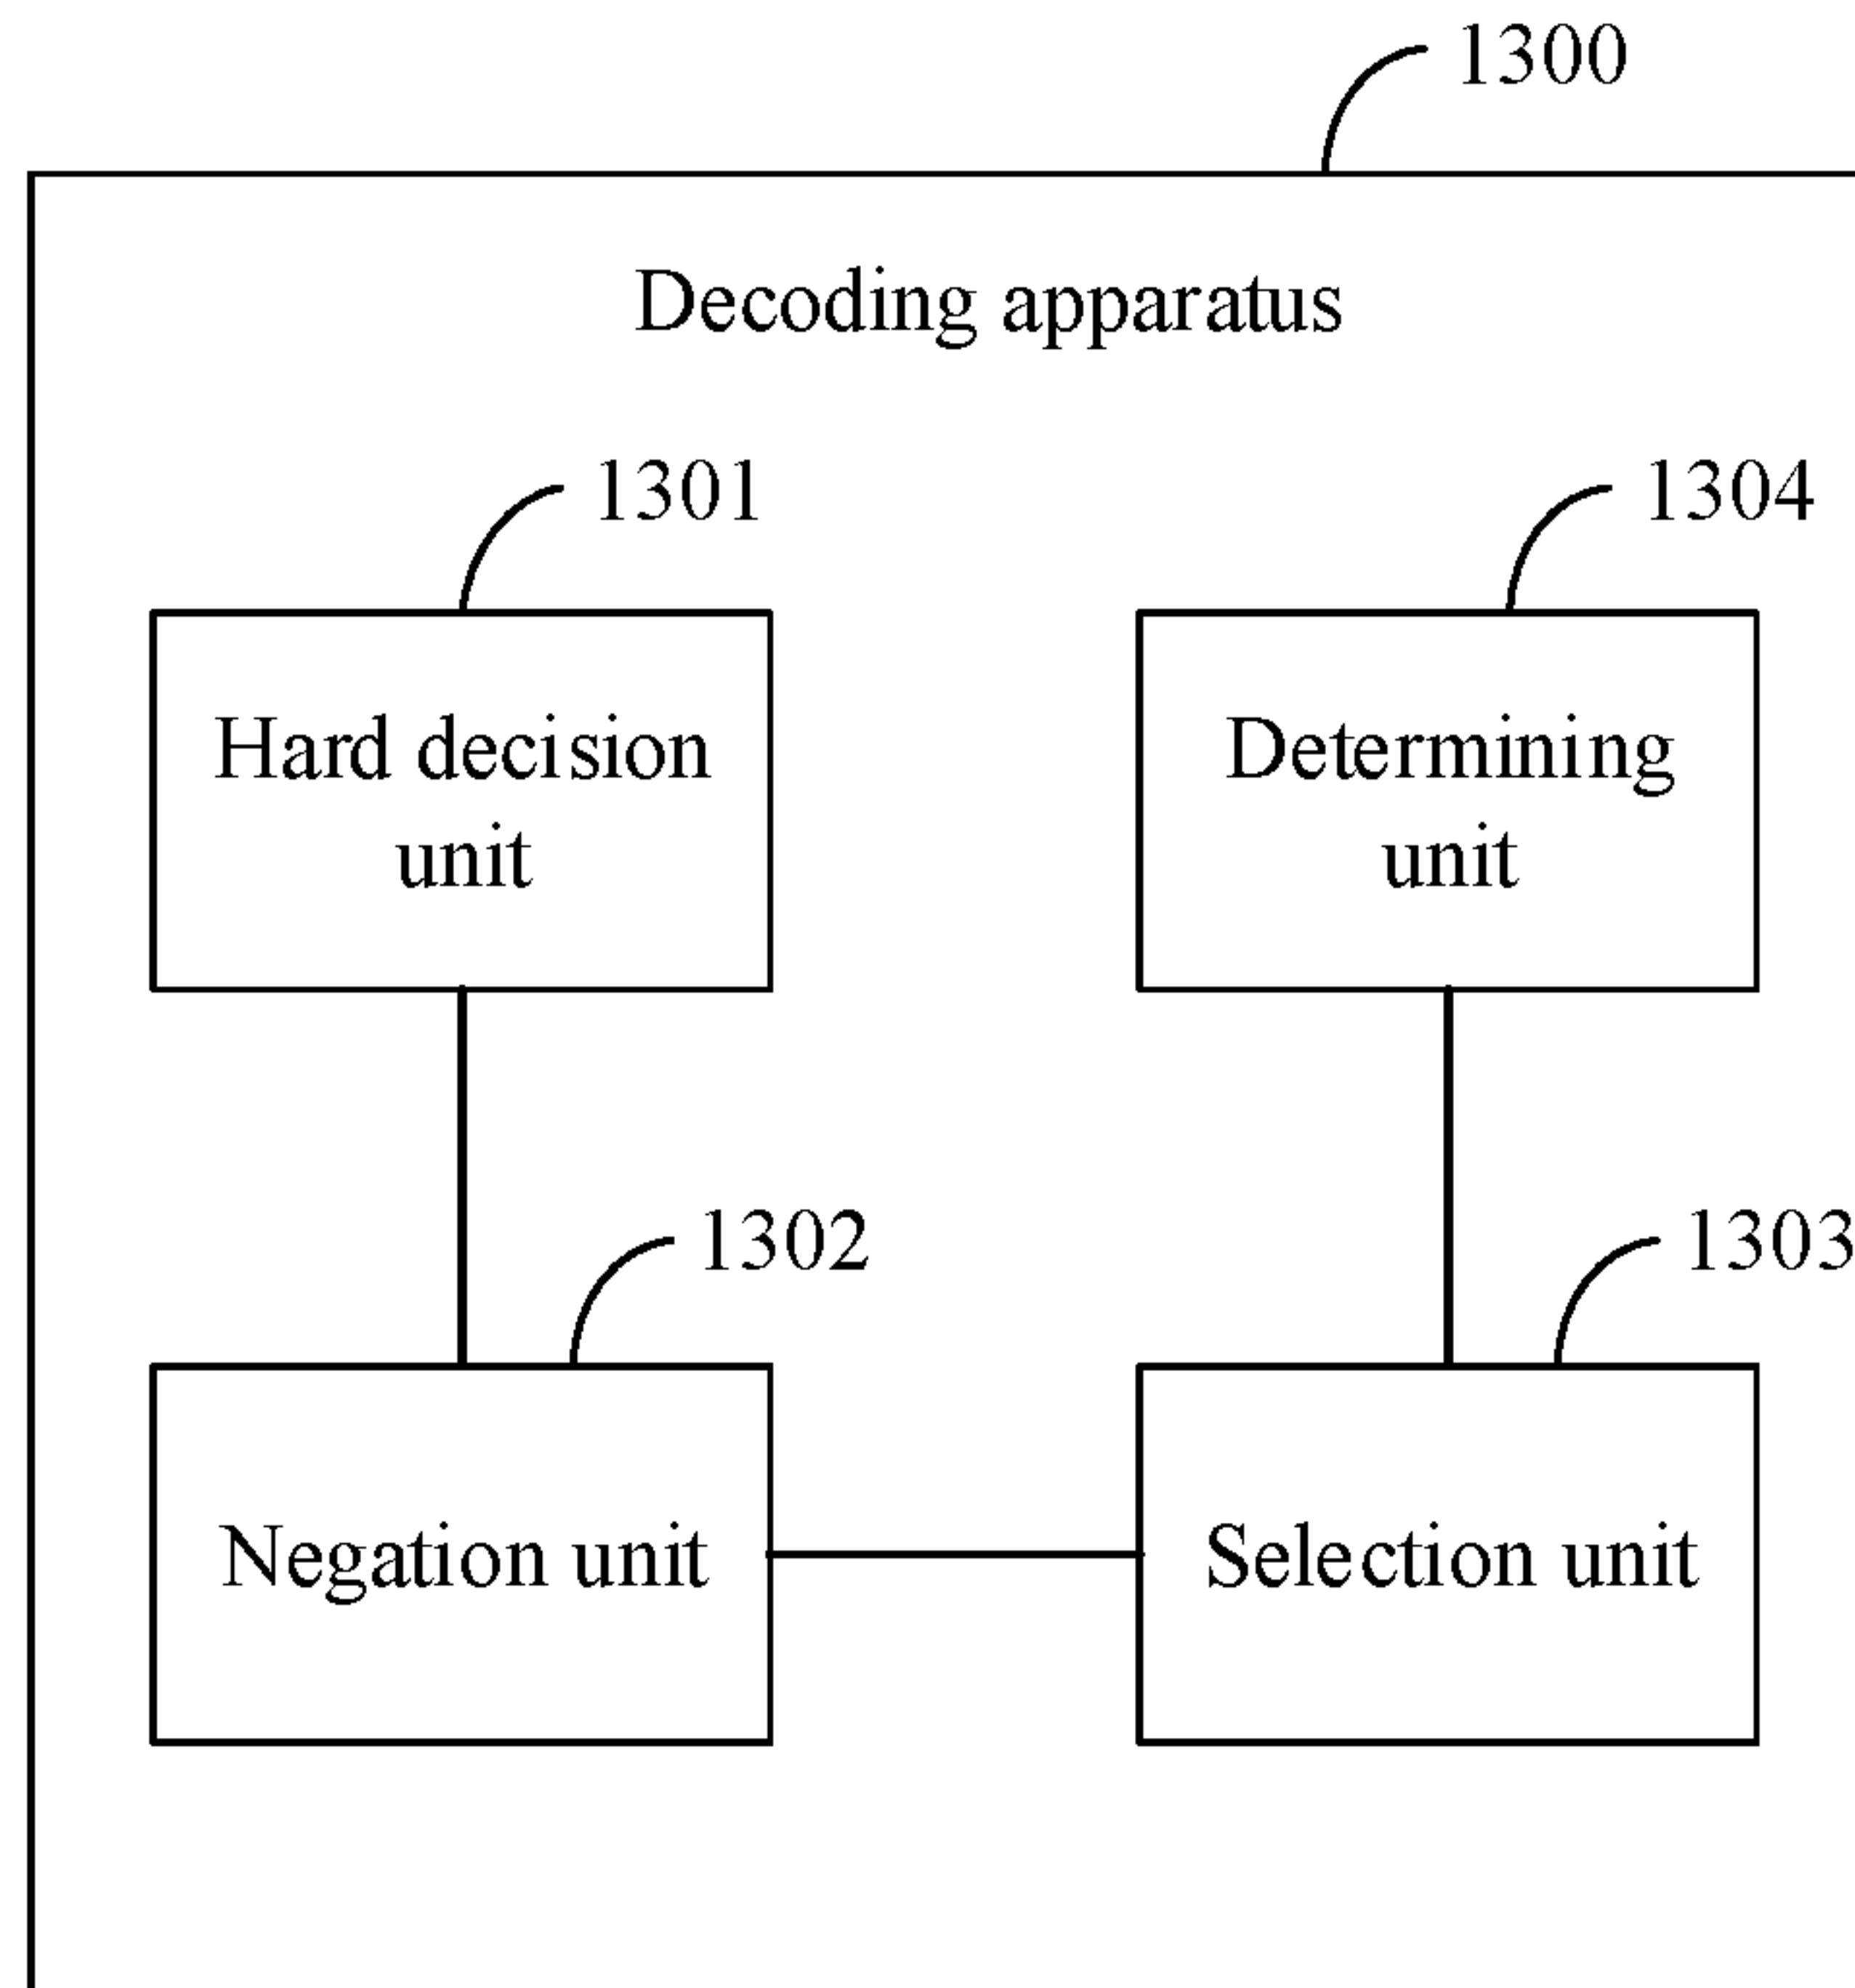 1300
Decoding apparatus
1301
1304
Hard decision
unit
Determining
unit
1302
1303
Negation unit
Selection unit